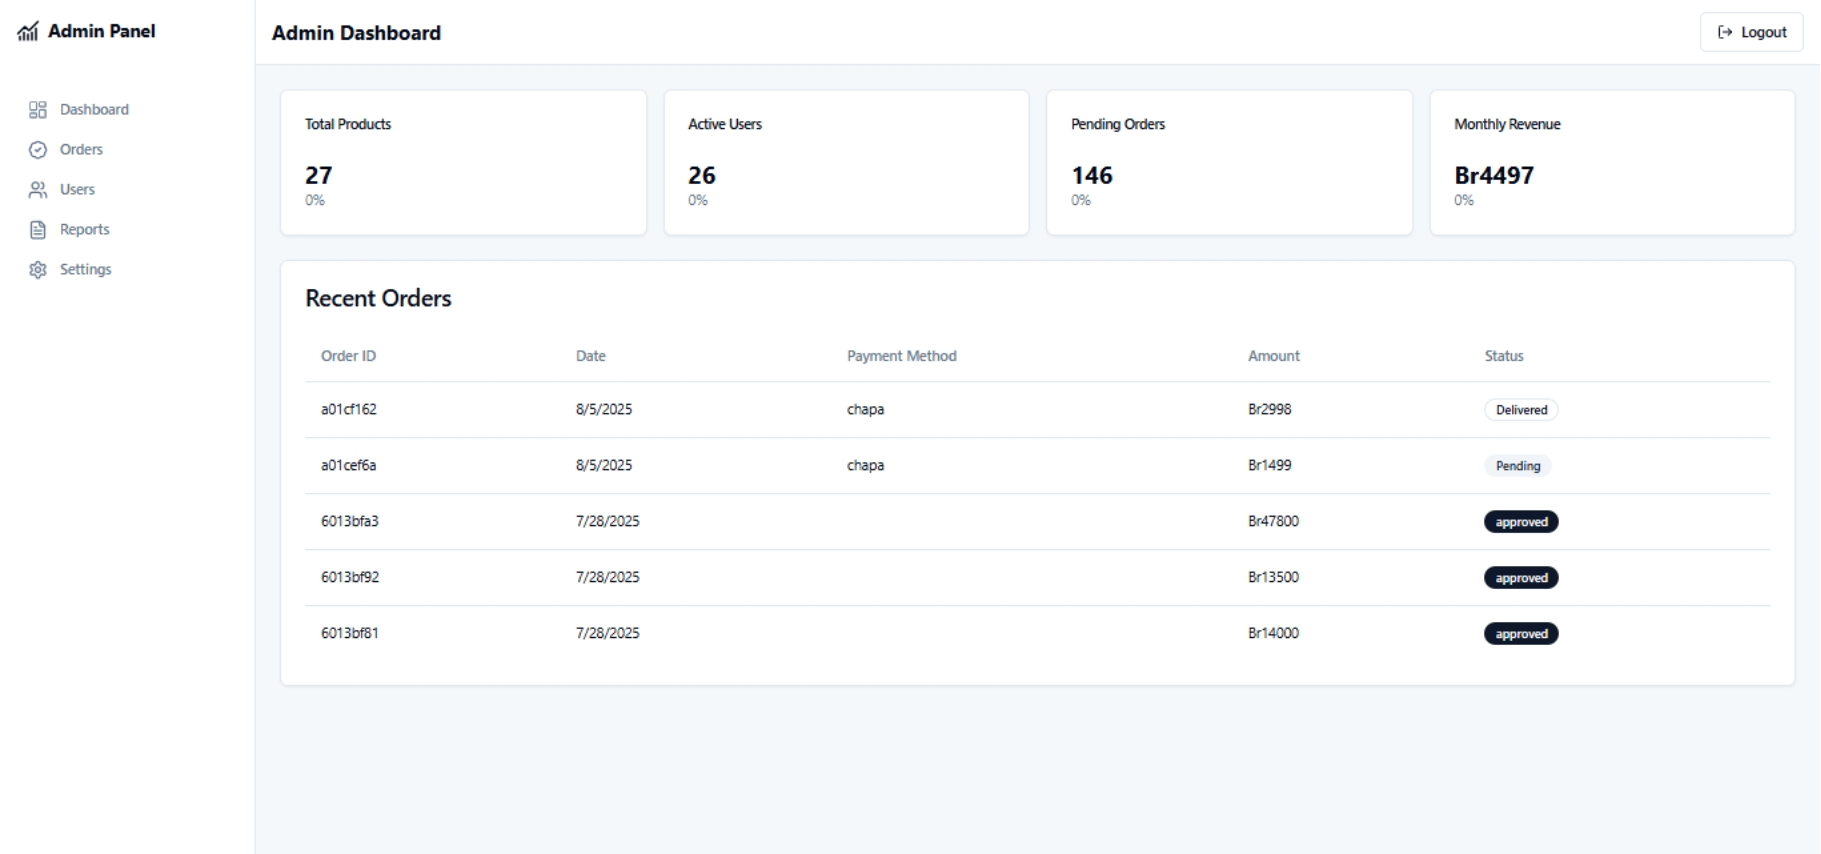 Admin Panel
Dashboard
Orders
Users
Reports
Settings
Admin Dashboard
Logout
Total Products
27
0%
Active Users
26
0%
Pending Orders
146
0%
Monthly Revenue
Br4497
0%
Recent Orders
Order ID Date Payment Method Amount Status
a01cf162 8/5/2025 chapa Br2998 Delivered
a01cef6a 8/5/2025 chapa Br1499 Pending
6013bfa3 7/28/2025 Br47800 approved
6013bf92 7/28/2025 Br13500 approved
6013bf81 7/28/2025 Br14000 approved